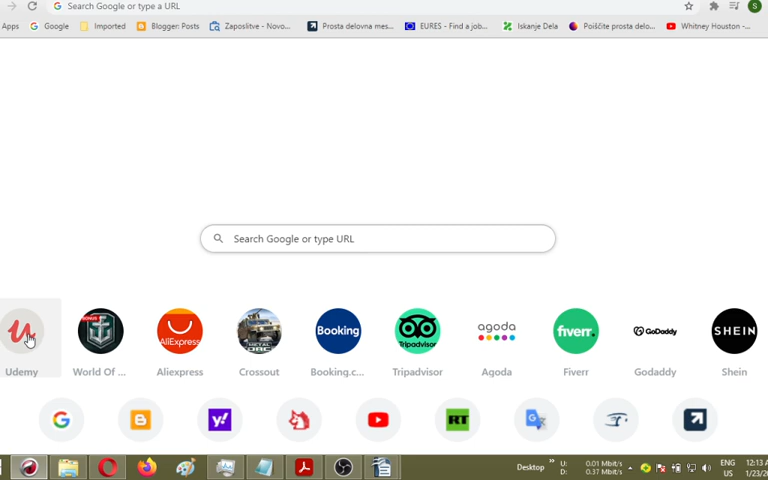 Search Google or type a URL
Apps Google Imported Blogger: Posts Zaposlitve - Novo... Prosta delovna mes... EURES - Find a job... Iskanje Dela Poiščite prosta delo... Whitney Houston -...
Search Google or type URL
BONUS AliExpress METAL Booking Tripadvisor agoda fiverr. GoDaddy SHEIN
Udemy World Of ... Aliexpress Crossout Booking.c... Tripadvisor Agoda Fiverr Godaddy Shein
y! RT
Desktop » U: 0.01 Mbit/s ENG 12:13 A
D: 0.37 Mbit/s US 1/23/20